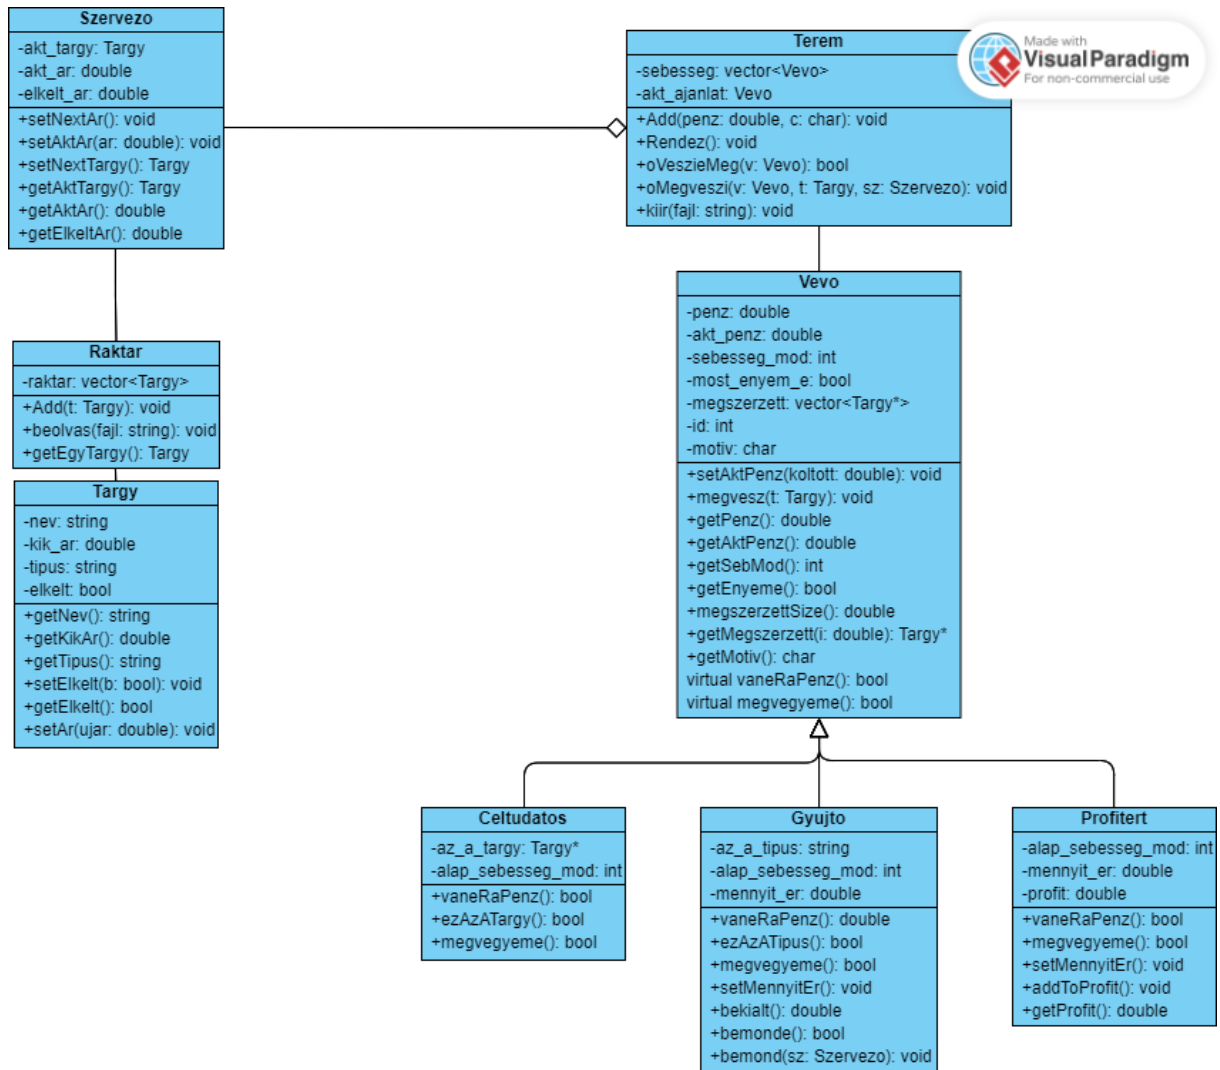 Szervezo
-akt_targy: Targy
-akt_ar: double
-elkelt_ar: double
+setNextAr(): void
+setAktAr(ar: double): void
+setNextTargy(): Targy
+getAktTargy(): Targy
+getAktAr(): double
+getElkeltAr(): double
Terem
-sebesseg: vector<Vevo>
-akt_ajanlat: Vevo
+Add(penz: double, c: char): void
+Rendez(): void
+oVeszieMeg(v: Vevo): bool
+oMegveszi(v: Vevo, t: Targy, sz: Szervezo): void
+kiir(fajl: string): void
Made with
Visual Paradigm
For non-commercial use
Raktar
-raktar: vector<Targy>
+Add(t: Targy): void
+beolvas(fajl: string): void
+getEgyTargy(): Targy
Targy
-nev: string
-kik_ar: double
-tipus: string
-elkelt: bool
+getNev(): string
+getKikAr(): double
+getTipus(): string
+setElkelt(b: bool): void
+getElkelt(): bool
+setAr(ujar: double): void
Vevo
-penz: double
-akt_penz: double
-sebesseg_mod: int
-most_enyem_e: bool
-megszerzett: vector<Targy*>
-id: int
-motiv: char
+setAktPenz(koltott: double): void
+megvesz(t: Targy): void
+getPenz(): double
+getAktPenz(): double
+getSebMod(): int
+getEnyeme(): bool
+megszerzettSize(): double
+getMegszerzett(i: double): Targy*
+getMotiv(): char
virtual vaneRaPenz(): bool
virtual megvegyeme(): bool
Celtudatos
-az_a_targy: Targy*
-alap_sebesseg_mod: int
+vaneRaPenz(): bool
+ezAzATargy(): bool
+megvegyeme(): bool
Gyujto
-az_a_tipus: string
-alap_sebesseg_mod: int
-mennyit_er: double
+vaneRaPenz(): double
+ezAzATipus(): bool
+megvegyeme(): bool
+setMennyitEr(): void
+bekialt(): double
+bemonde(): bool
+bemond(sz: Szervezo): void
Profitert
-alap_sebesseg_mod: int
-mennyit_er: double
-profit: double
+vaneRaPenz(): bool
+megvegyeme(): bool
+setMennyitEr(): void
+addToProfit(): void
+getProfit(): double